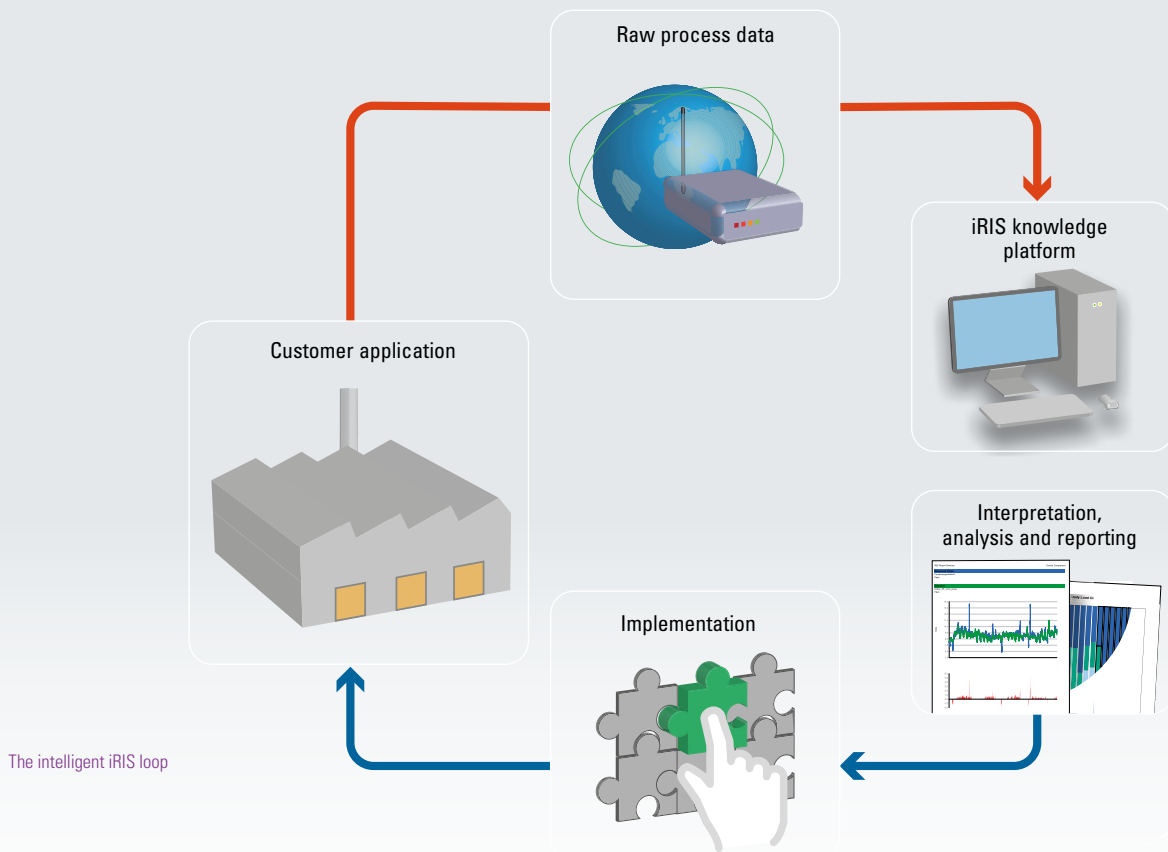 Raw process data
iRIS knowledge
platform
Customer application
Interpretation,
analysis and reporting
Implementation
The intelligent iRIS loop